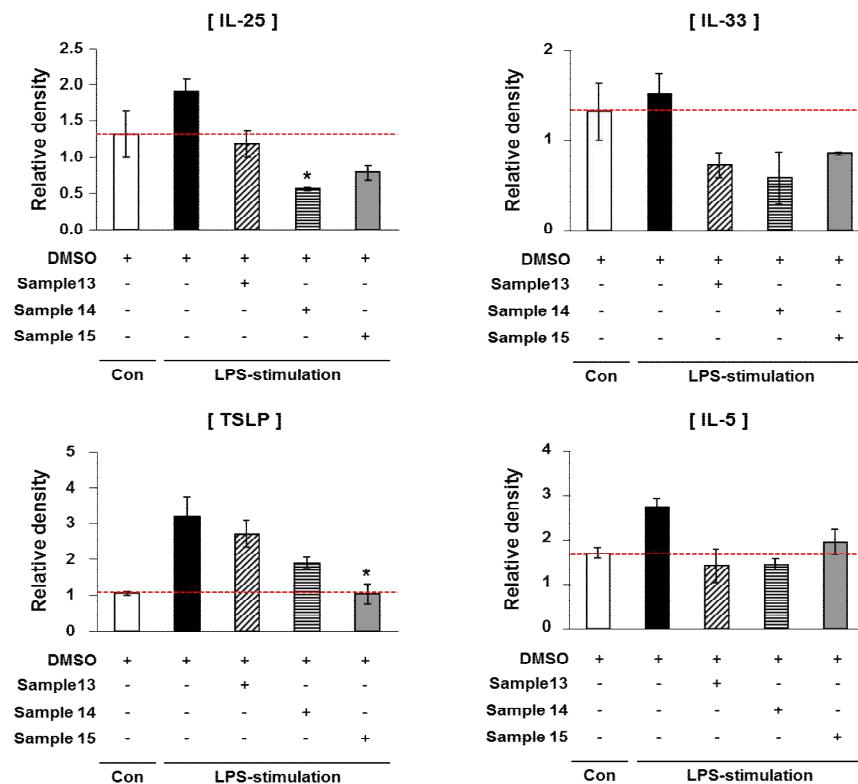 [ IL-25 ]
Relative density
2.5
2.0
1.5
1.0
0.5
0.0
*
DMSO + + + + +
Sample13 - - + - -
Sample 14 - - - + -
Sample 15 - - - - +
Con LPS-stimulation
[ IL-33 ]
Relative density
2
1
0
DMSO + + + + +
Sample13 - - + - -
Sample 14 - - - + -
Sample 15 - - - - +
Con LPS-stimulation
[ TSLP ]
Relative density
5
4
3
2
1
0
*
DMSO + + + + +
Sample13 - - + - -
Sample 14 - - - + -
Sample 15 - - - - +
Con LPS-stimulation
[ IL-5 ]
Relative density
4
3
2
1
0
DMSO + + + + +
Sample13 - - + - -
Sample 14 - - - + -
Sample 15 - - - - +
Con LPS-stimulation